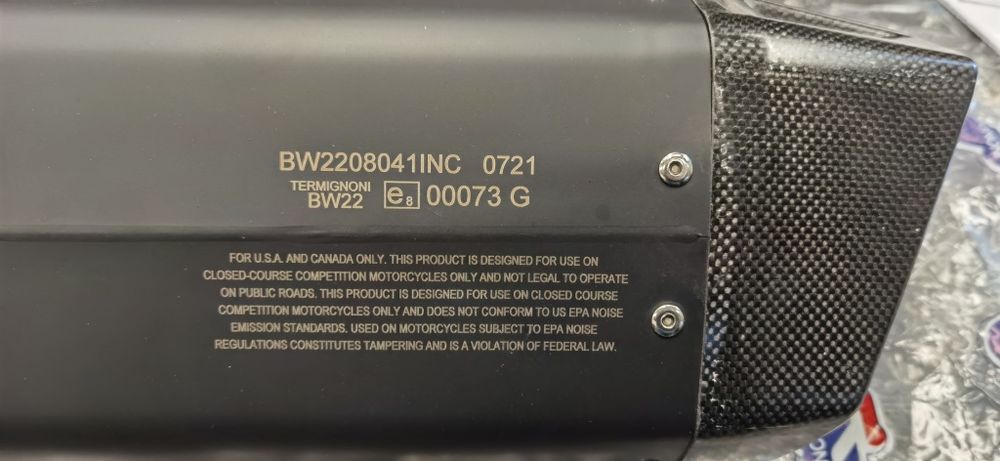 BW2208041INC 0721
TERMIGNONI
BW22 e8 00073 G
FOR U.S.A. AND CANADA ONLY. THIS PRODUCT IS DESIGNED FOR USE ON
CLOSED-COURSE COMPETITION MOTORCYCLES ONLY AND NOT LEGAL TO OPERATE
ON PUBLIC ROADS. THIS PRODUCT IS DESIGNED FOR USE ON CLOSED COURSE
COMPETITION MOTORCYCLES ONLY AND DOES NOT CONFORM TO US EPA NOISE
EMISSION STANDARDS. USED ON MOTORCYCLES SUBJECT TO EPA NOISE
REGULATIONS CONSTITUTES TAMPERING AND IS A VIOLATION OF FEDERAL LAW.